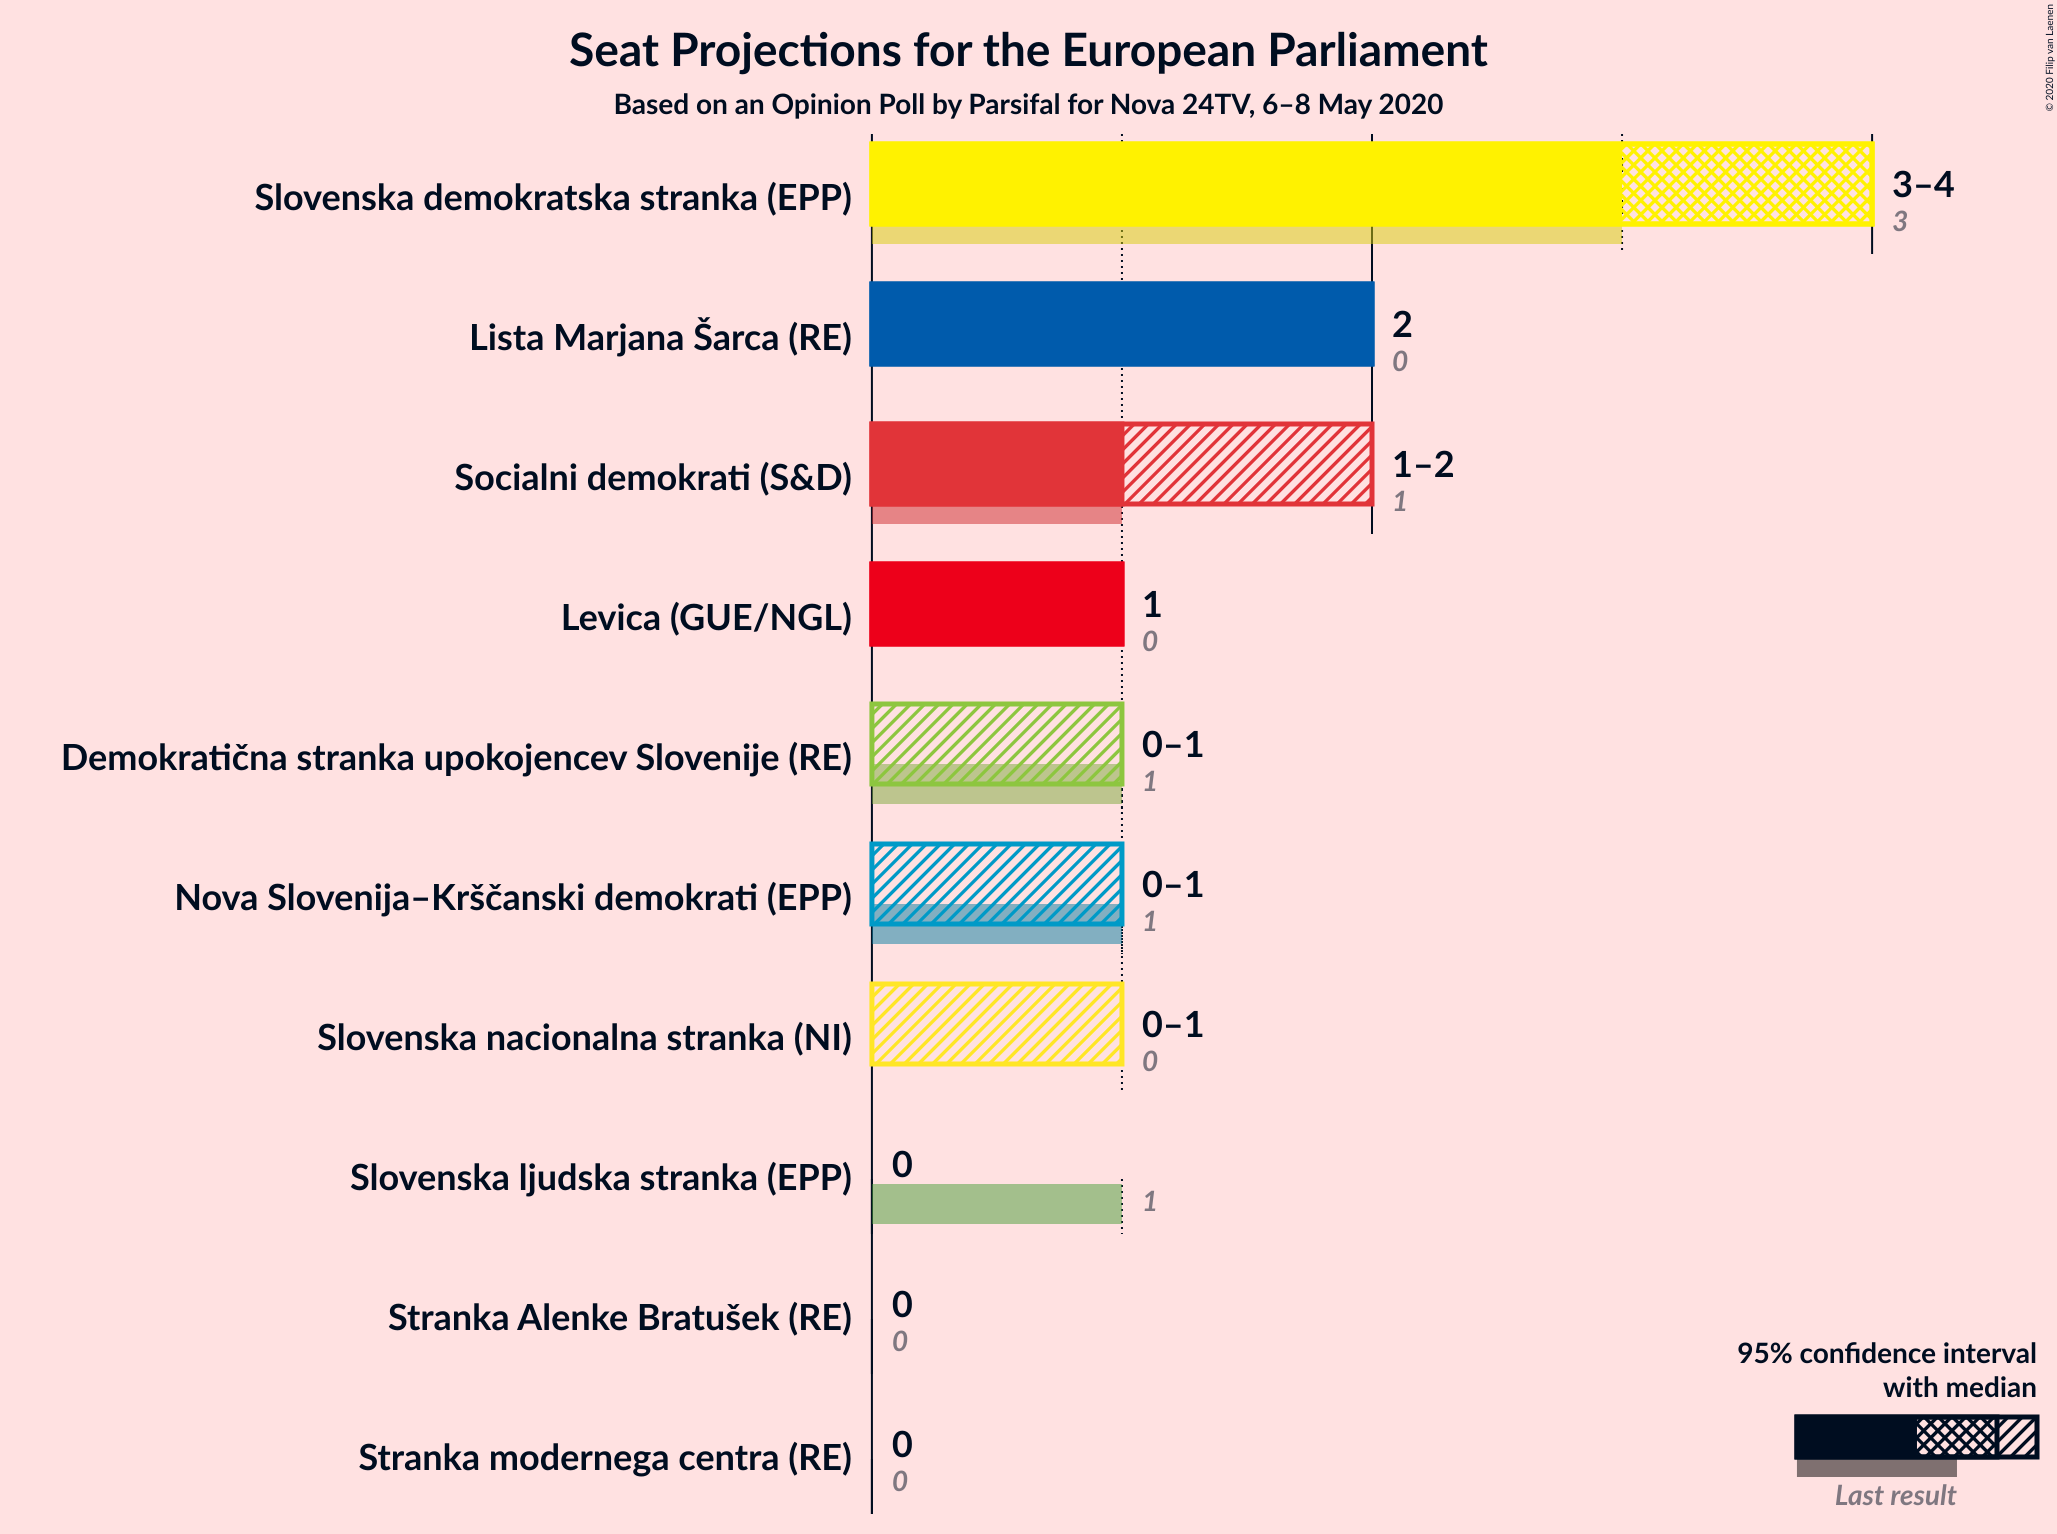 Seat Projections for the European Parliament
Based on an Opinion Poll by Parsifal for Nova 24TV, 6–8 May 2020
© 2020 Filip van Laenen
Slovenska demokratska stranka (EPP)
3–4
3
Lista Marjana Šarca (RE)
2
0
Socialni demokrati (S&D)
1–2
1
Levica (GUE/NGL)
1
0
Demokratična stranka upokojencev Slovenije (RE)
0–1
1
Nova Slovenija–Krščanski demokrati (EPP)
0–1
1
Slovenska nacionalna stranka (NI)
0–1
0
Slovenska ljudska stranka (EPP)
0
1
Stranka Alenke Bratušek (RE)
0
0
Stranka modernega centra (RE)
0
0
95% confidence interval
with median
Last result